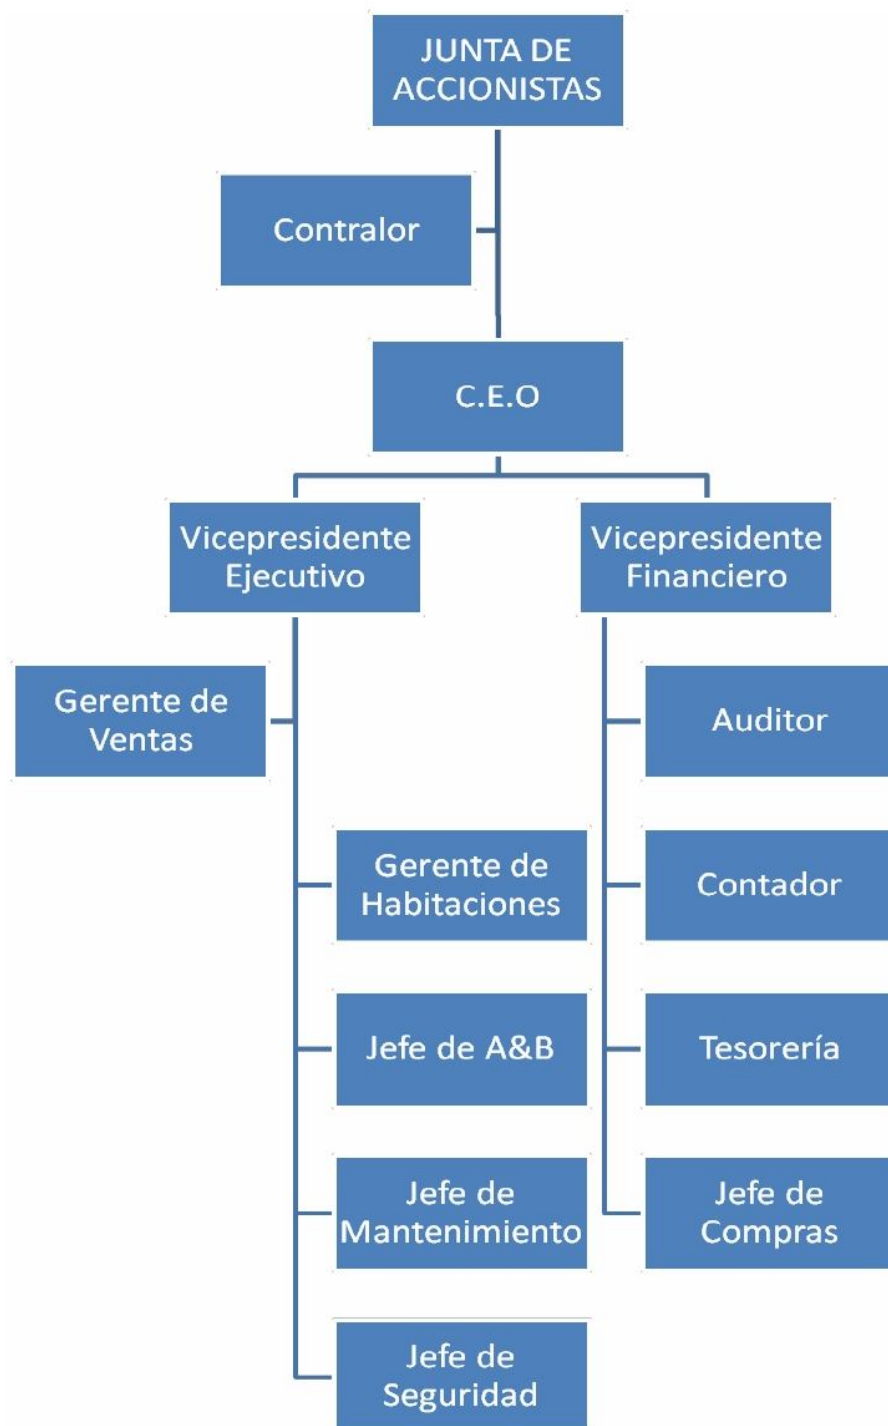 JUNTA DE
ACCIONISTAS
Contralor
C.E.O
Vicepresidente
Ejecutivo
Vicepresidente
Financiero
Gerente de
Ventas
Auditor
Gerente de
Habitaciones
Contador
Jefe de A&B
Tesorería
Jefe de
Mantenimiento
Jefe de
Compras
Jefe de
Seguridad